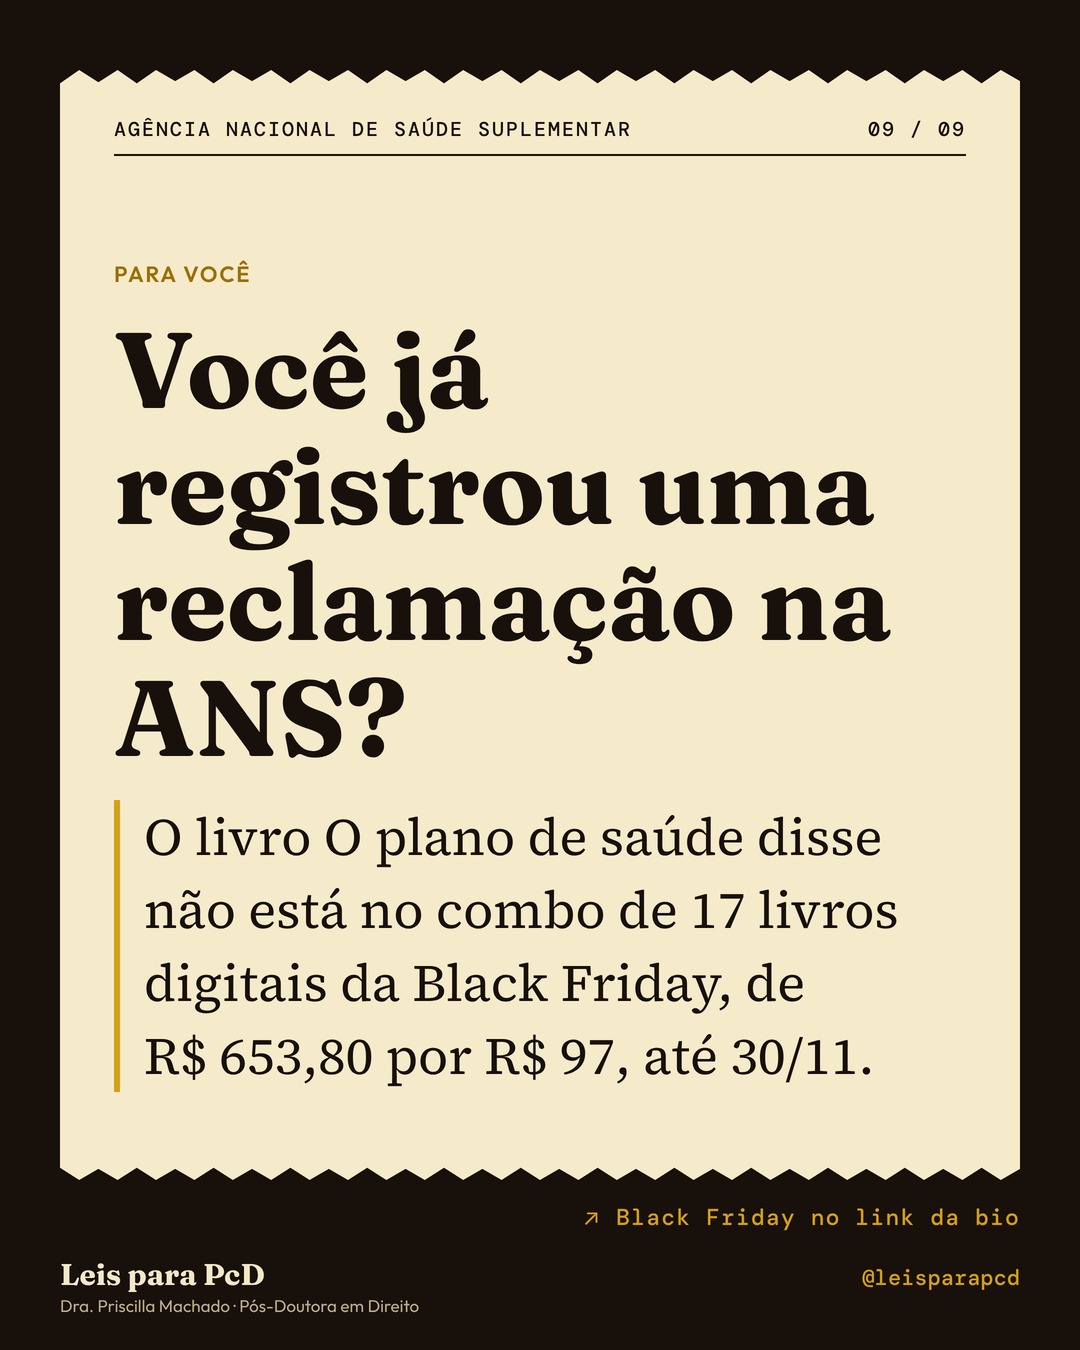 AGÊNCIA NACIONAL DE SAÚDE SUPLEMENTAR 09 / 09
PARA VOCÊ
Você já
registrou uma
reclamação na
ANS?
O livro O plano de saúde disse
não está no combo de 17 livros
digitais da Black Friday, de
R$ 653,80 por R$ 97, até 30/11.
↗ Black Friday no link da bio
Leis para PcD
@leisparapcd
Dra. Priscilla Machado · Pós-Doutora em Direito